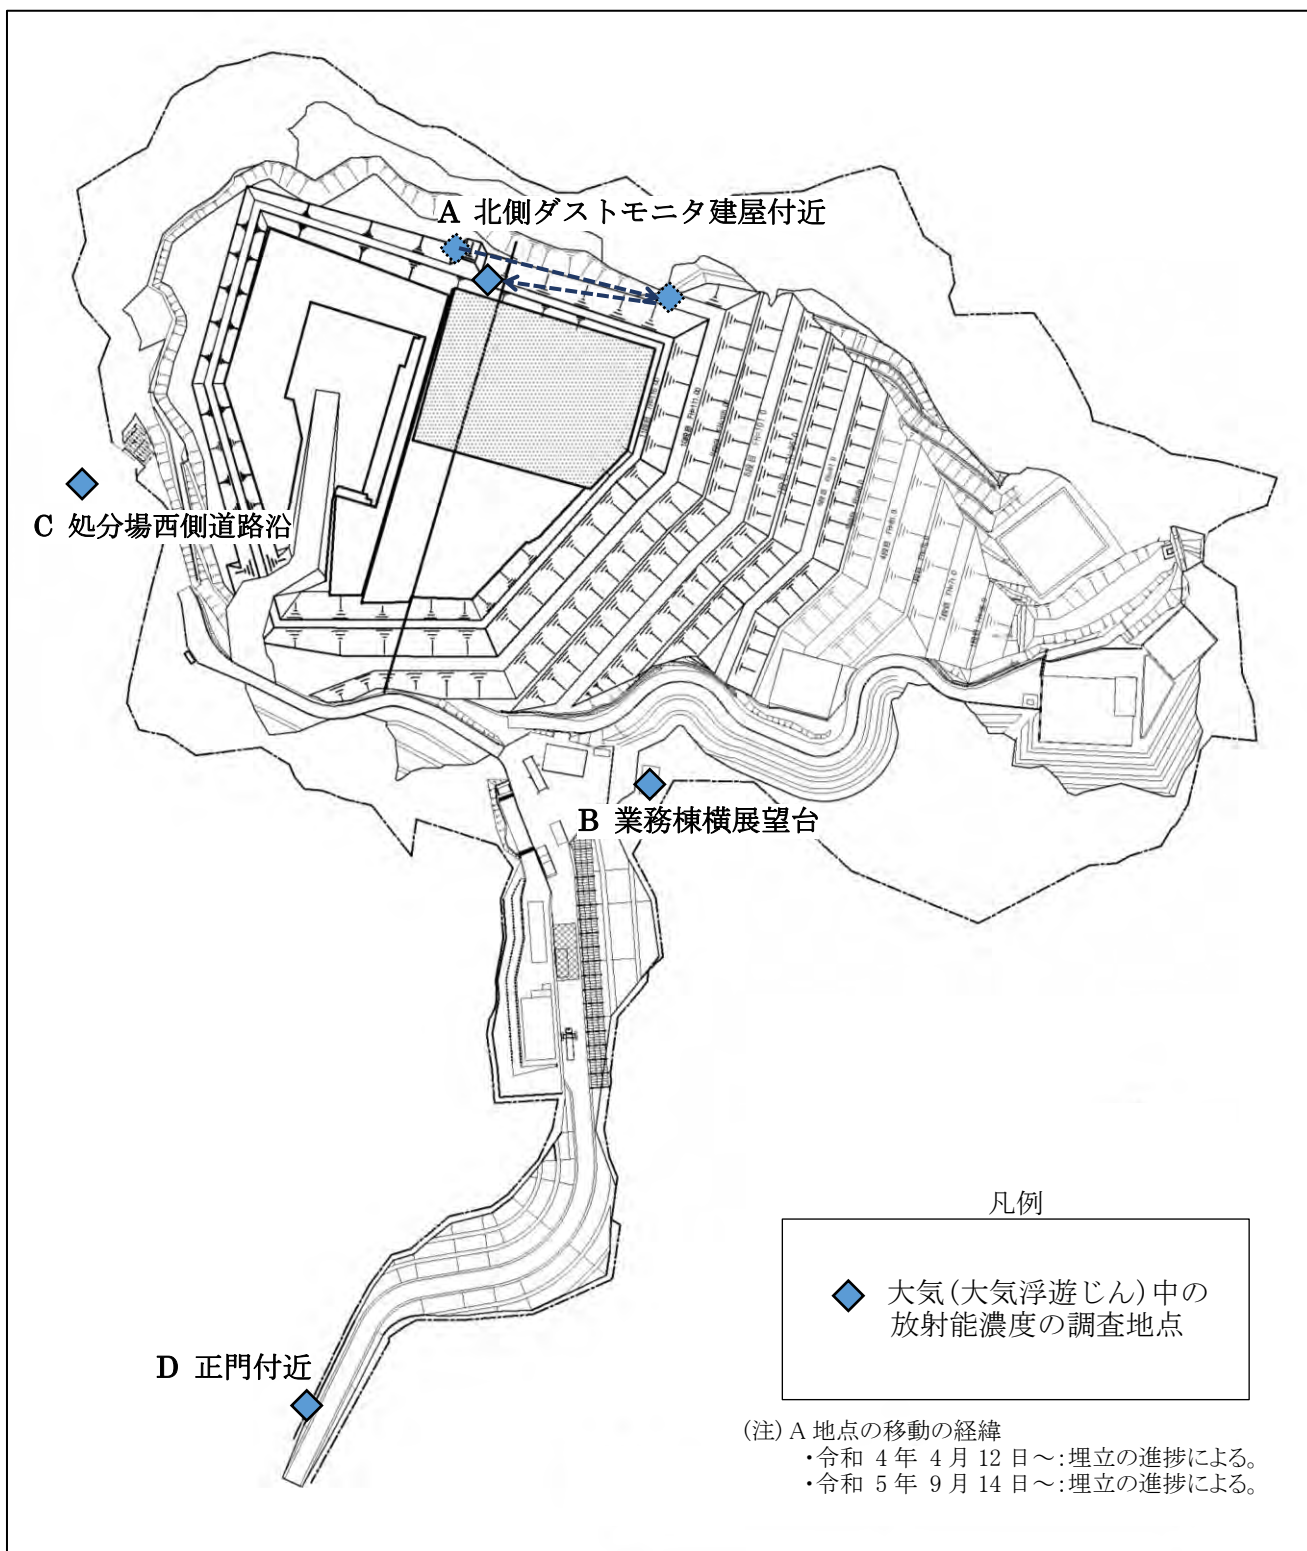 A 北側ダストモニタ建屋付近
C 処分場西側道路沿
B 業務棟横展望台
凡例
大気(大気浮遊じん)中の
放射能濃度の調査地点
D 正門付近
(注) A 地点の移動の経緯
・令和 4 年 4 月 12 日～:埋立の進捗による。
・令和 5 年 9 月 14 日～:埋立の進捗による。